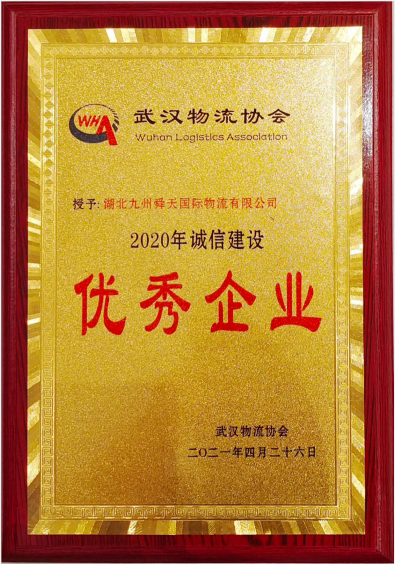 WHA
武汉物流协会
Wuhan Logistics Association
授予:湖北九州舜天国际物流有限公司
2020年诚信建设
优秀企业
武汉物流协会
二〇二一年四月二十六日